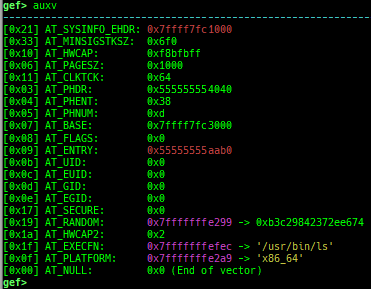 gef> auxv
[0x21] AT_SYSINFO_EHDR: 0x7ffff7fc1000
[0x33] AT_MINSIGSTKSZ: 0x6f0
[0x10] AT_HWCAP: 0xf8bfbff
[0x06] AT_PAGESZ: 0x1000
[0x11] AT_CLKTCK: 0x64
[0x03] AT_PHDR: 0x555555554040
[0x04] AT_PHENT: 0x38
[0x05] AT_PHNUM: 0xd
[0x07] AT_BASE: 0x7ffff7fc3000
[0x08] AT_FLAGS: 0x0
[0x09] AT_ENTRY: 0x55555555aab0
[0x0b] AT_UID: 0x0
[0x0c] AT_EUID: 0x0
[0x0d] AT_GID: 0x0
[0x0e] AT_EGID: 0x0
[0x17] AT_SECURE: 0x0
[0x19] AT_RANDOM: 0x7fffffffe299 -> 0xb3c29842372ee674
[0x1a] AT_HWCAP2: 0x2
[0x1f] AT_EXECFN: 0x7fffffffefec -> '/usr/bin/ls'
[0x0f] AT_PLATFORM: 0x7fffffffe2a9 -> 'x86_64'
[0x00] AT_NULL: 0x0 (End of vector)
gef>